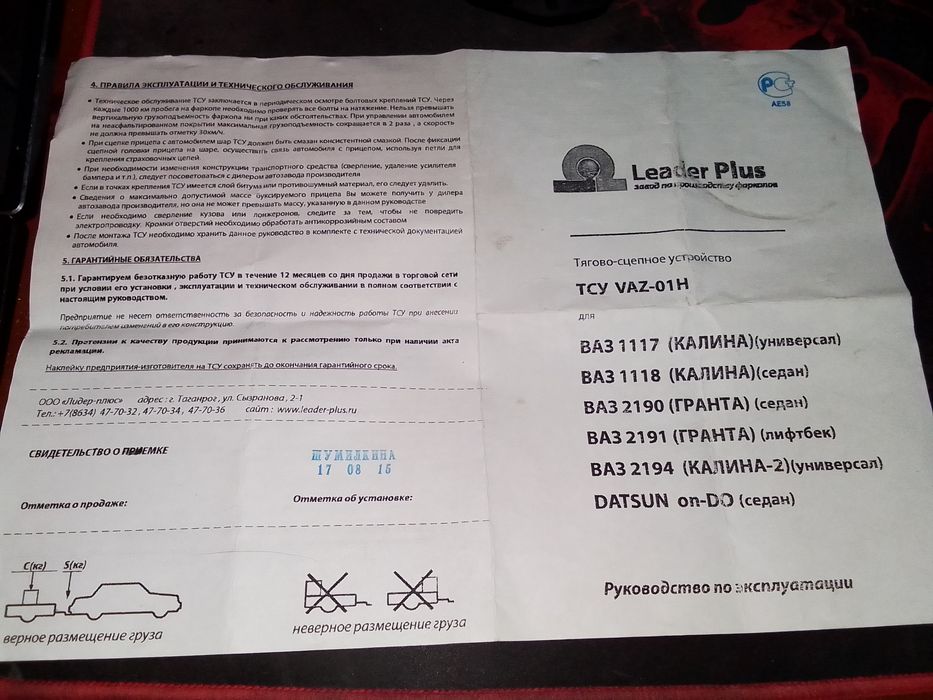 4. ПРАВИЛА ЭКСПЛУАТАЦИИ И ТЕХНИЧЕСКОГО ОБСЛУЖИВАНИЯ
• Техническое обслуживание ТСУ заключается в периодическом осмотре болтовых креплений ТСУ. Через
каждые 1000 км пробега на фаркопе необходимо проверять все болты на натяжение. Нельзя превышать
вертикальную грузоподъемность фаркопа ни при каких обстоятельствах. При управлении автомобилем
на неасфальтированном покрытии максимальная грузоподъемность сокращается в 2 раза , а скорость
не должна превышать отметку 30км/ч.
• При сцепке прицепа с автомобилем шар ТСУ должен быть смазан консистентной смазкой. После фиксации
сцепной головки прицепа на шаре, осуществить связь автомобиля с прицепом, используя петли для
крепления страховочных цепей.
• При необходимости изменения конструкции транспортного средства (сверление, удаление усилителя
бампера и т.п.), следует посоветоваться с дилером автозавода производителя
• Если в точках крепления ТСУ имеется слой битума или противошумный материал, его следует удалить.
• Сведения о максимально допустимой массе буксируемого прицепа Вы можете получить у дилера
автозавода производителя, но она не может превышать массу, указанную в данном руководстве
• Если необходимо сверление кузова или лонжеронов, следите за тем, чтобы не повредить
электропроводку. Кромки отверстий необходимо обработать антикоррозийным составом
• После монтажа ТСУ необходимо хранить данное руководство в комплекте с технической документацией
автомобиля.
5. ГАРАНТИЙНЫЕ ОБЯЗАТЕЛЬСТВА
5.1. Гарантируем безотказную работу ТСУ в течение 12 месяцев со дня продажи в торговой сети
при условии его установки , эксплуатации и техническом обслуживании в полном соответствии с
настоящим руководством.
Предприятие не несет ответственность за безопасность и надежность работы ТСУ при внесении
потребителем изменений в его конструкцию.
5.2. Претензии к качеству продукции принимаются к рассмотрению только при наличии акта
рекламации.
Наклейку предприятия-изготовителя на ТСУ сохранять до окончания гарантийного срока.
ООО «Лидер-плюс» адрес : г. Таганрог , ул. Сызранова , 2-1
Тел.:+7(8634) 47-70-32 , 47-70-34 , 47-70-36 сайт : www.leader-plus.ru
СВИДЕТЕЛЬСТВО О ПРИЕМКЕ
ШУМИЛКИНА
17 08 15
Отметка о продаже:
Отметка об установке:
С(кг) S(кг)
верное размещение груза
неверное размещение груза
РСТ
АЕ58
Leader Plus
завод по производству фаркопов
Тягово-сцепное устройство
ТСУ VAZ-01H
для
ВАЗ 1117 (КАЛИНА)(универсал)
ВАЗ 1118 (КАЛИНА)(седан)
ВАЗ 2190 (ГРАНТА) (седан)
ВАЗ 2191 (ГРАНТА) (лифтбек)
ВАЗ 2194 (КАЛИНА-2)(универсал)
DATSUN on-DO (седан)
Руководство по эксплуатации